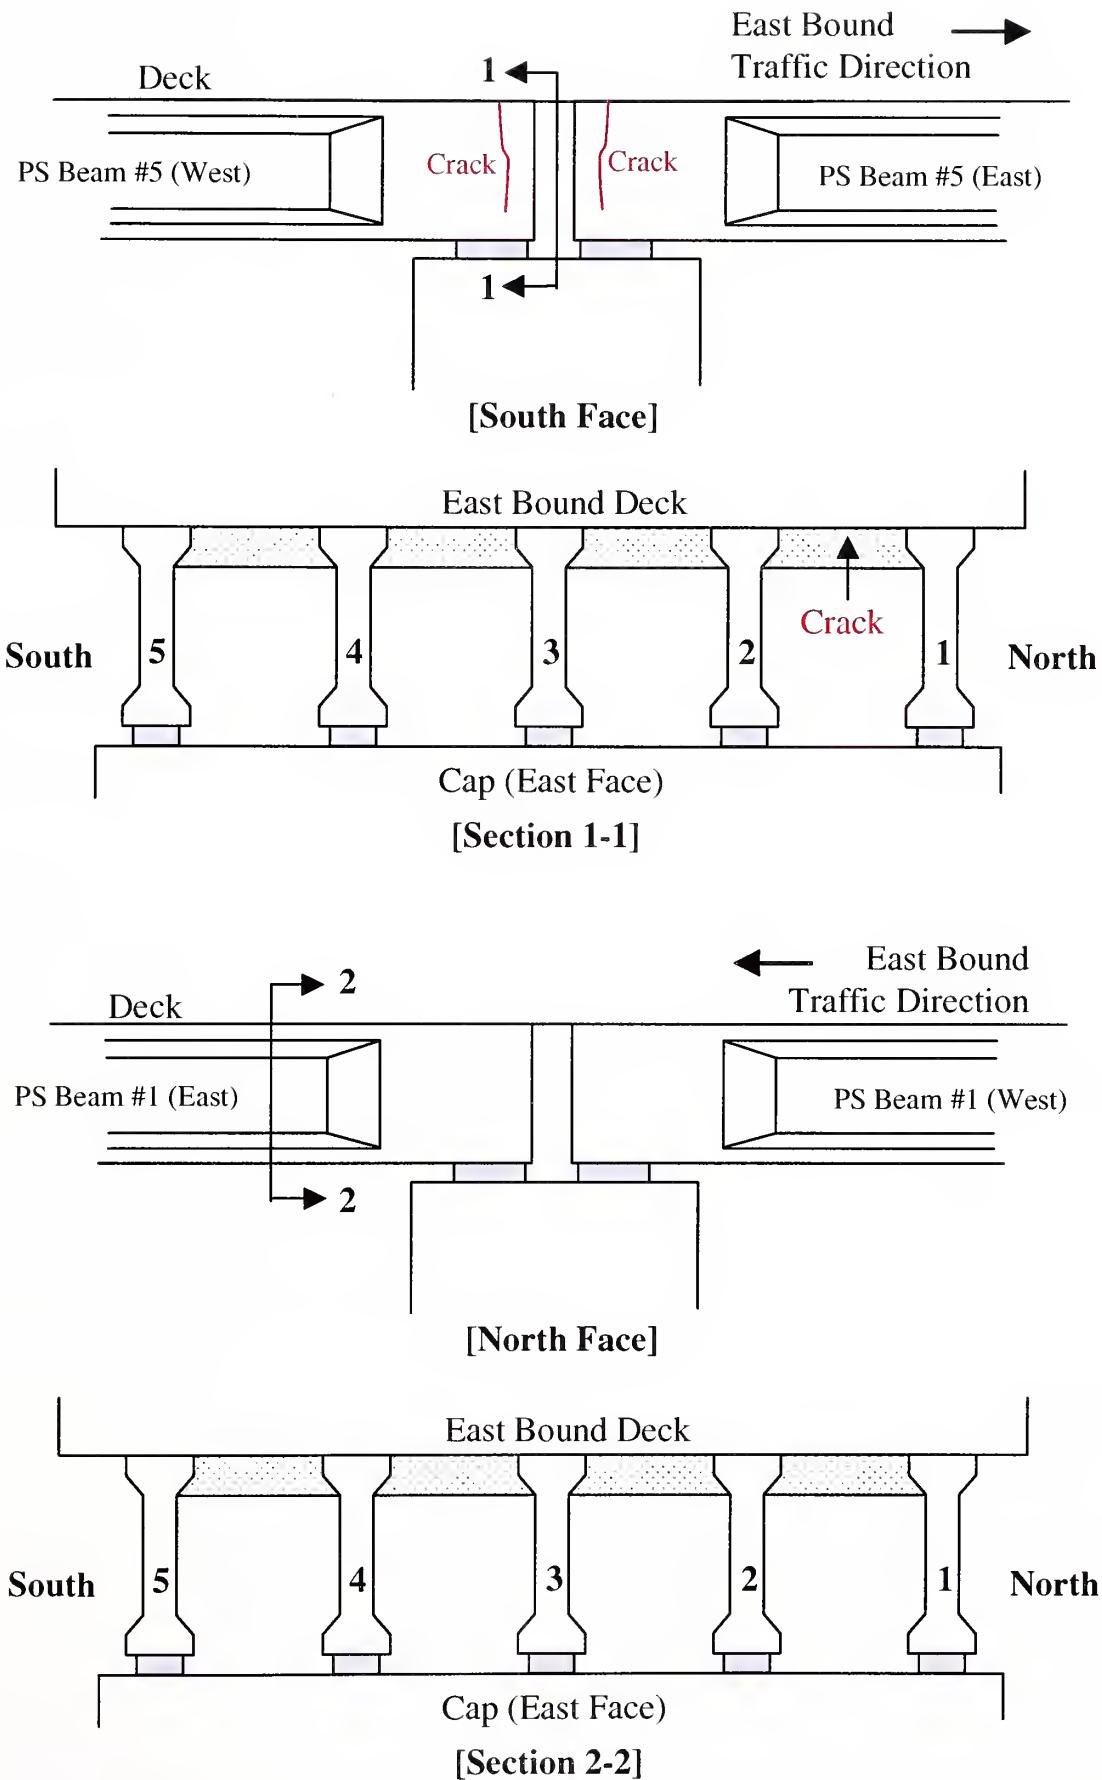 East Bound
Traffic Direction
Deck
1
PS Beam #5 (West)
Crack
Crack
PS Beam #5 (East)
1
[South Face]
East Bound Deck
Crack
South
5
4
3
2
1
North
Cap (East Face)
[Section 1-1]
East Bound
Traffic Direction
Deck
2
PS Beam #1 (East)
PS Beam #1 (West)
2
[North Face]
East Bound Deck
South
5
4
3
2
1
North
Cap (East Face)
[Section 2-2]